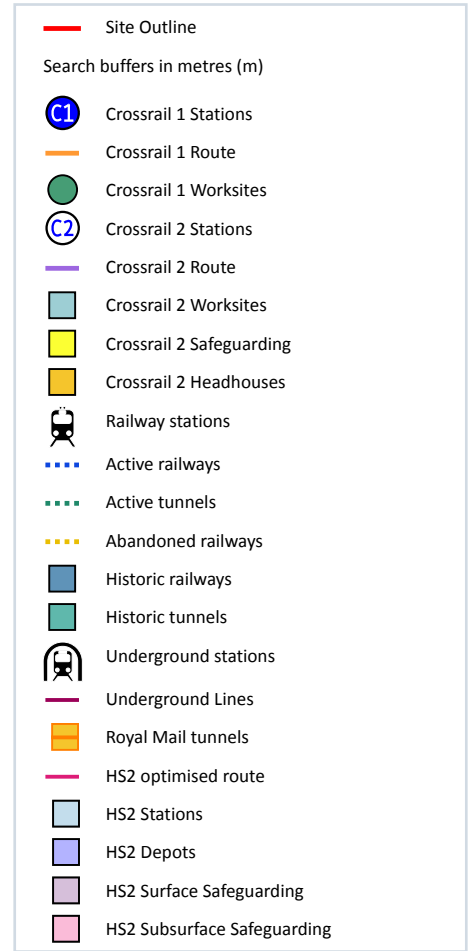 Site Outline
Search buffers in metres (m)
C1 Crossrail 1 Stations
Crossrail 1 Route
Crossrail 1 Worksites
C2 Crossrail 2 Stations
Crossrail 2 Route
Crossrail 2 Worksites
Crossrail 2 Safeguarding
Crossrail 2 Headhouses
Railway stations
Active railways
Active tunnels
Abandoned railways
Historic railways
Historic tunnels
Underground stations
Underground Lines
Royal Mail tunnels
HS2 optimised route
HS2 Stations
HS2 Depots
HS2 Surface Safeguarding
HS2 Subsurface Safeguarding